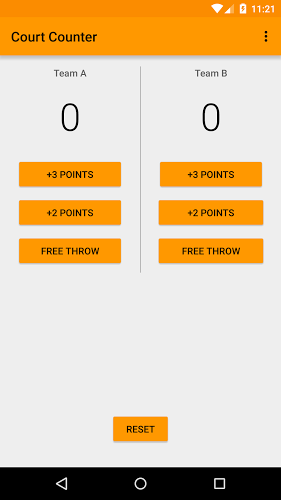 11:21
Court Counter
Team A
Team B
0
0
+3 POINTS
+3 POINTS
+2 POINTS
+2 POINTS
FREE THROW
FREE THROW
RESET